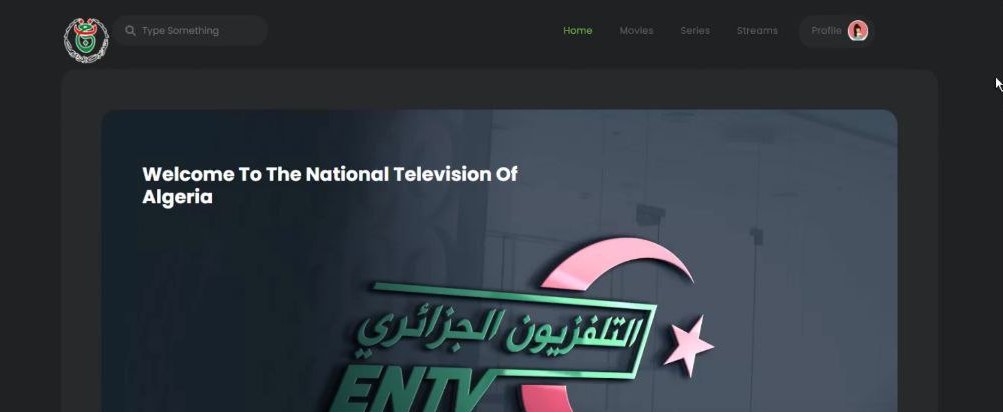 Type Something
Home
Movies
Series
Streams
Profile
Welcome To The National Television Of
Algeria
التلفزيون الجزائري
ENTV